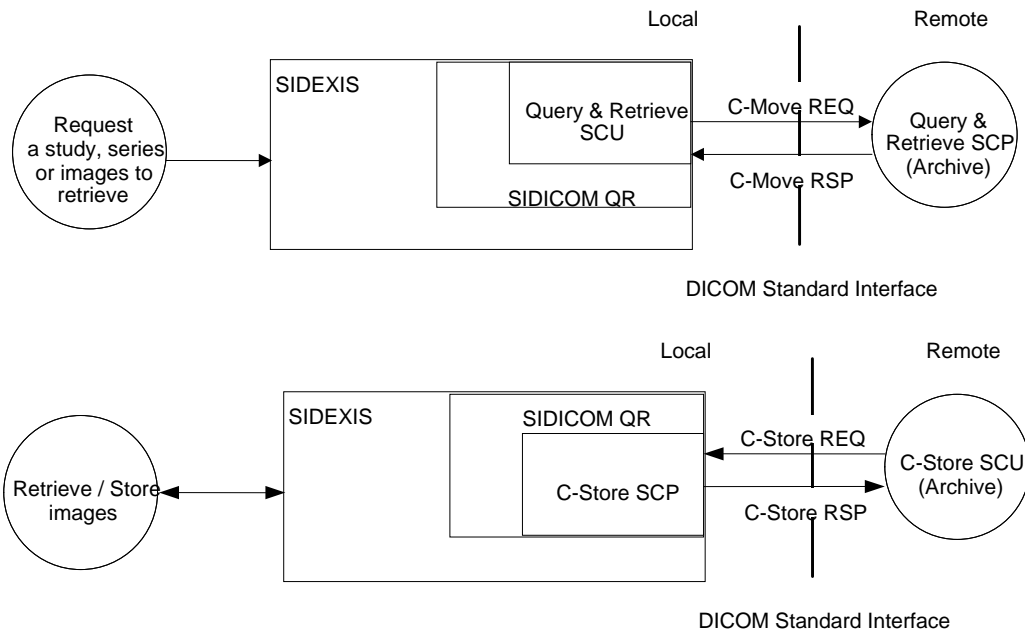 Local
Remote
SIDEXIS
Request
a study, series
or images to
retrieve
Query & Retrieve
SCU
SIDICOM QR
C-Move REQ
C-Move RSP
Query &
Retrieve SCP
(Archive)
DICOM Standard Interface
Local
Remote
SIDEXIS
SIDICOM QR
Retrieve / Store
images
C-Store SCP
C-Store REQ
C-Store RSP
C-Store SCU
(Archive)
DICOM Standard Interface